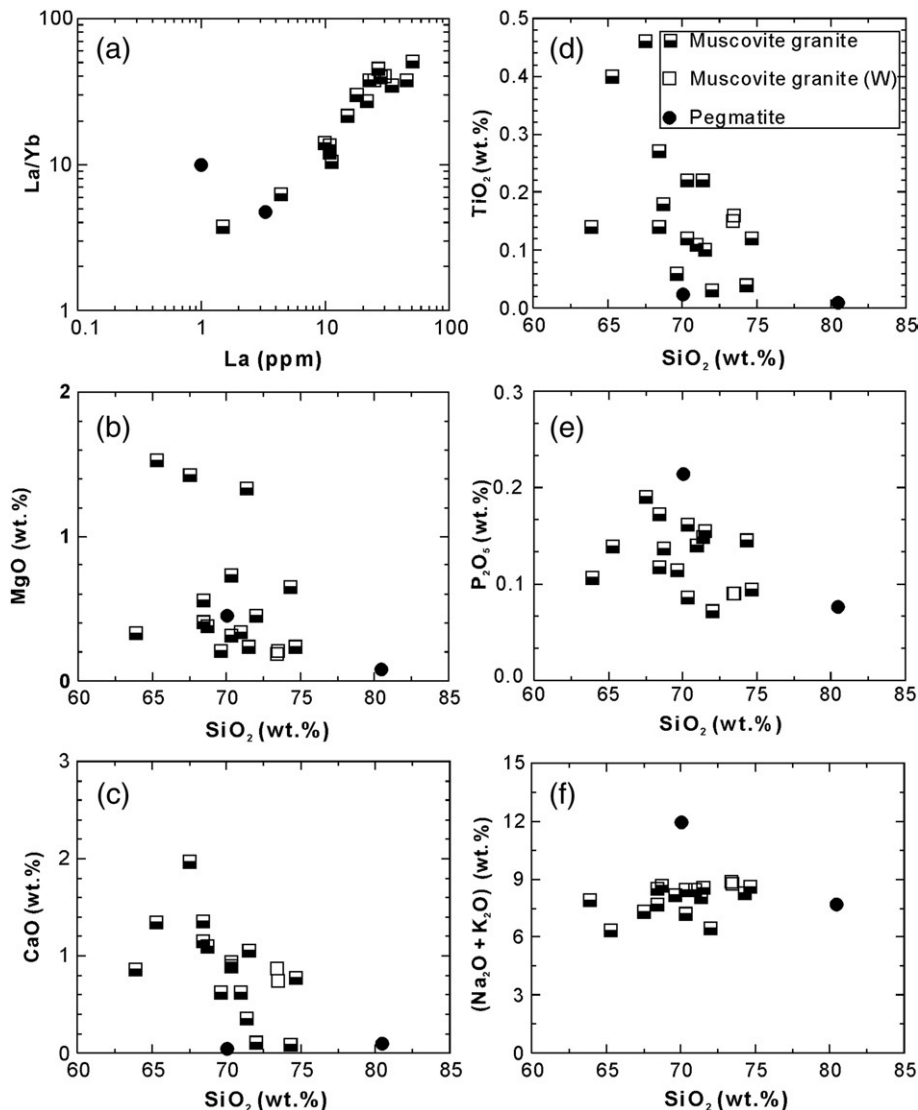 (a)
100
10
1
0.1 1 10 100
La/Yb
La (ppm)
(b)
2
1
0
60 65 70 75 80 85
MgO (wt.%)
SiO₂ (wt.%)
(c)
3
2
1
0
60 65 70 75 80 85
CaO (wt.%)
SiO₂ (wt.%)
(d)
Muscovite granite
Muscovite granite (W)
Pegmatite
0.5
0.4
0.3
0.2
0.1
0.0
60 65 70 75 80 85
TiO₂ (wt.%)
SiO₂ (wt.%)
(e)
0.3
0.2
0.1
0.0
60 65 70 75 80 85
P₂O₅ (wt.%)
SiO₂ (wt.%)
(f)
15
12
9
6
3
0
60 65 70 75 80 85
(Na₂O + K₂O) (wt.%)
SiO₂ (wt.%)